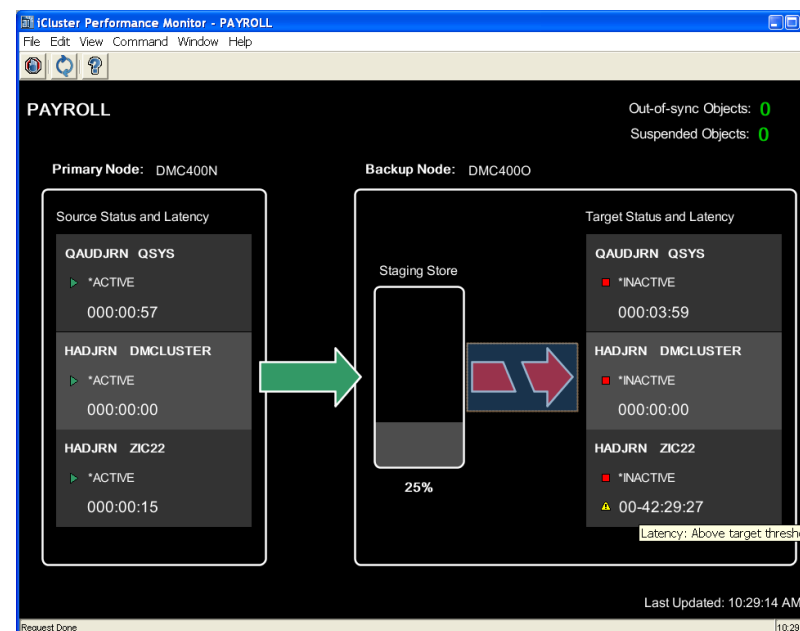 iCluster Performance Monitor - PAYROLL
File Edit View Command Window Help
PAYROLL
Out-of-sync Objects: 0
Suspended Objects: 0
Primary Node: DMC400N
Backup Node: DMC400O
Source Status and Latency
QAUDJRN QSYS
*ACTIVE
000:00:57
HADJRN DMCLUSTER
*ACTIVE
000:00:00
HADJRN ZIC22
*ACTIVE
000:00:15
Staging Store
25%
Target Status and Latency
QAUDJRN QSYS
*INACTIVE
000:03:59
HADJRN DMCLUSTER
*INACTIVE
000:00:00
HADJRN ZIC22
*INACTIVE
00-42:29:27
Latency: Above target thresh
Last Updated: 10:29:14 AM
Request Done
10:29